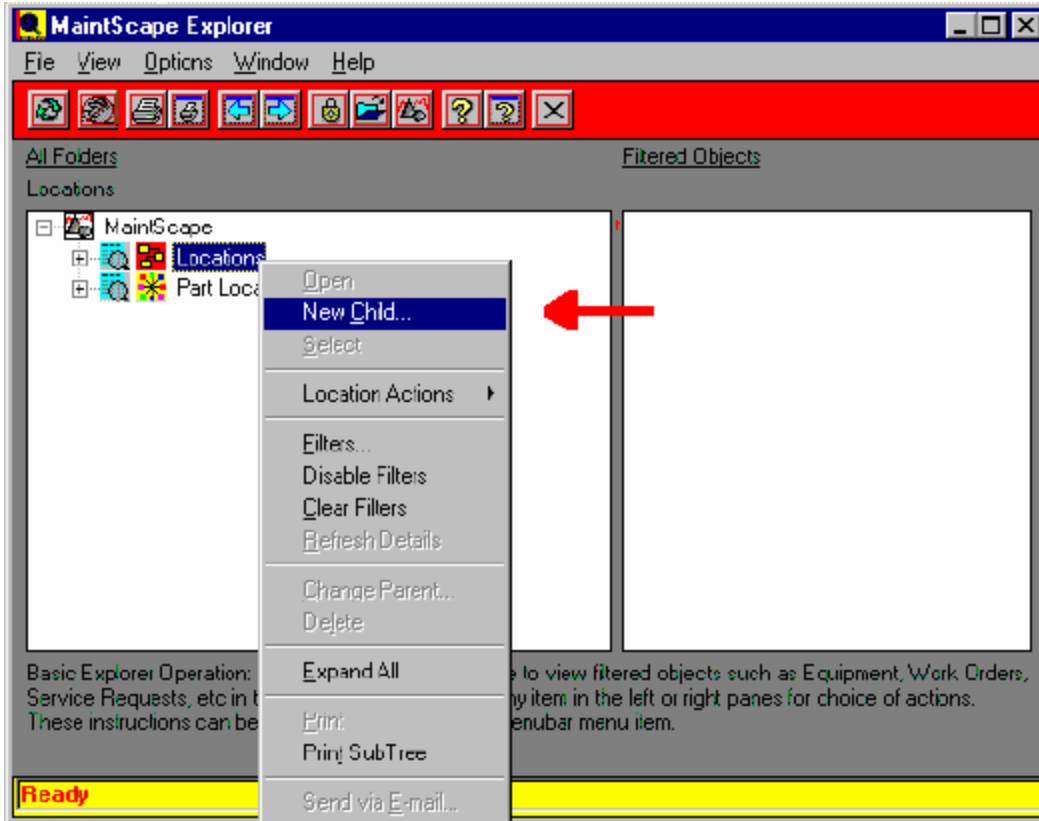 MaintScape Explorer
File View Options Window Help
All Folders
Filtered Objects
Locations
MaintScape
Locations
Part Loca
Open
New Child...
Select
Location Actions
Filters...
Disable Filters
Clear Filters
Refresh Details
Change Parent...
Delete
Expand All
Print
Print SubTree
Send via E-mail...
Basic Explorer Operation: e to view filtered objects such as Equipment, Work Orders,
Service Requests, etc in t y item in the left or right panes for choice of actions.
These instructions can be enubar menu item.
Ready